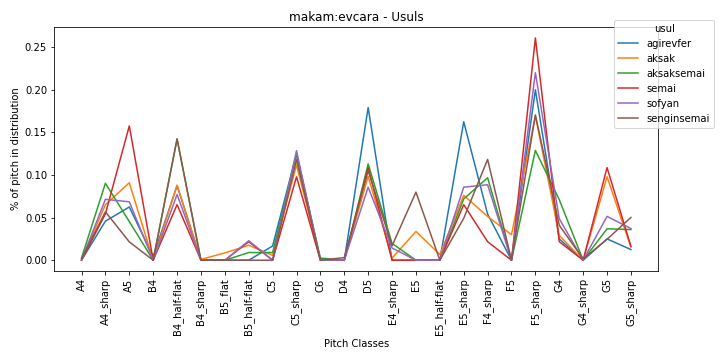 makam:evcara - Usuls
usul
agirevfer
aksak
aksaksemai
semai
sofyan
senginsemai
% of pitch in distribution
0.25
0.20
0.15
0.10
0.05
0.00
A4
A4_sharp
A5
B4
B4_half-flat
B4_sharp
B5_flat
B5_half-flat
C5
C5_sharp
C6
D4
D5
E4_sharp
E5
E5_half-flat
E5_sharp
F4_sharp
F5
F5_sharp
G4
G4_sharp
G5
G5_sharp
Pitch Classes